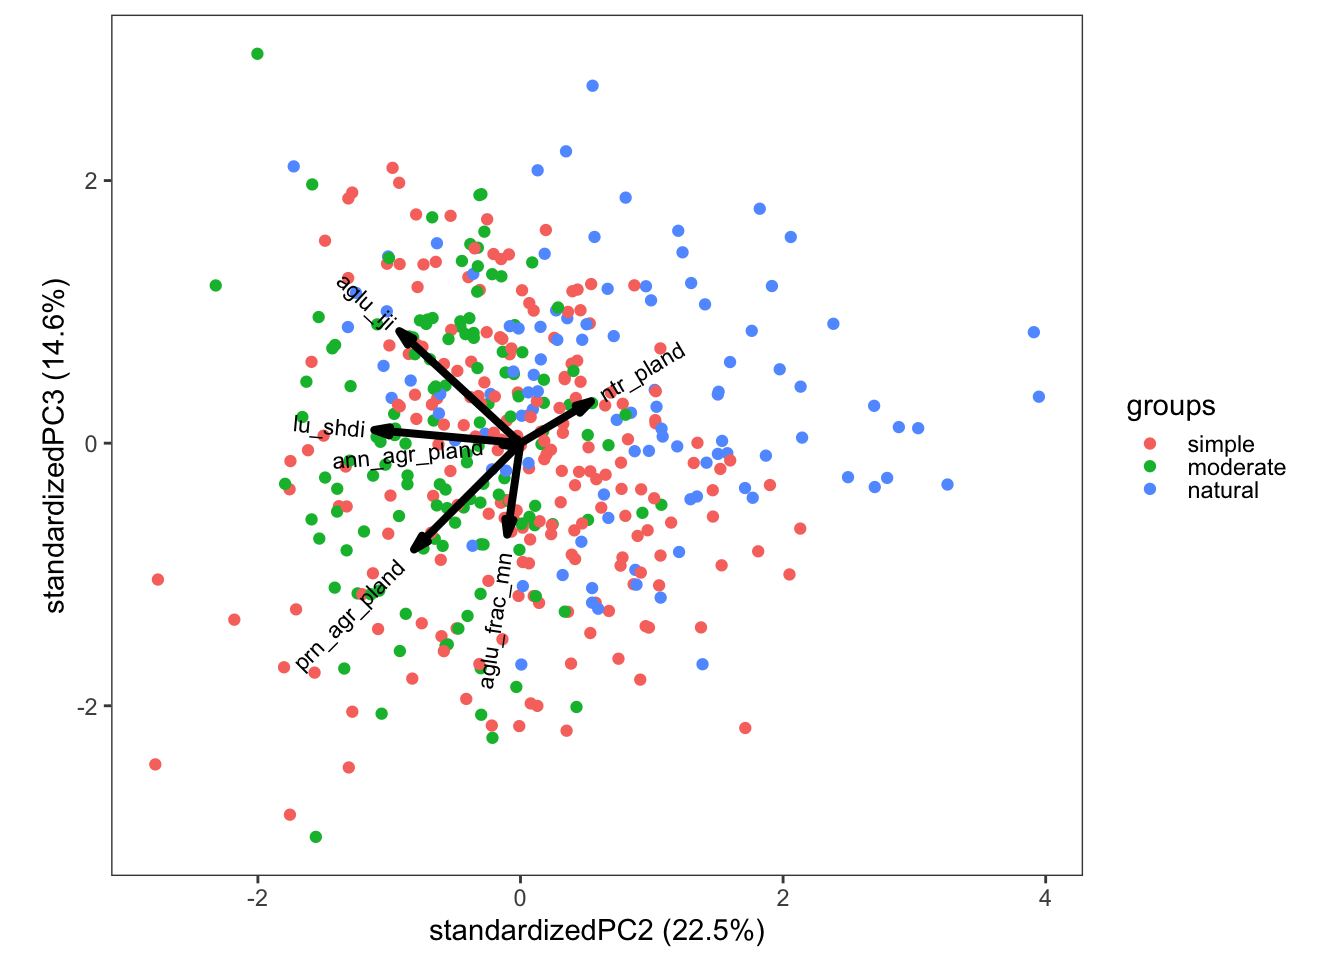 2
0
-2
-2
0
2
4
standardizedPC3 (14.6%)
standardizedPC2 (22.5%)
aglu_iji
ntr_pland
lu_shdi
ann_agr_pland
prn_agr_pland
aglu_frac_mn
groups
simple
moderate
natural